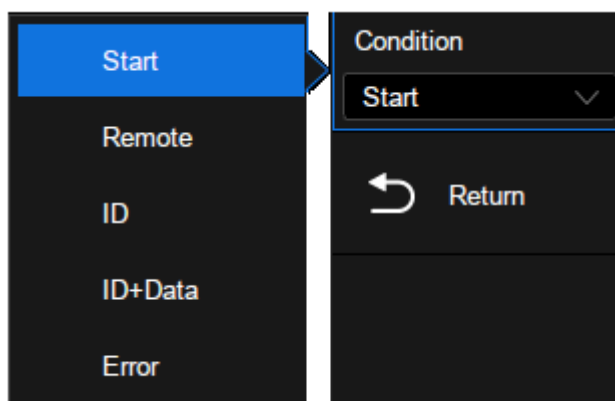 Start
Remote
ID
ID+Data
Error
Condition
Start
Return